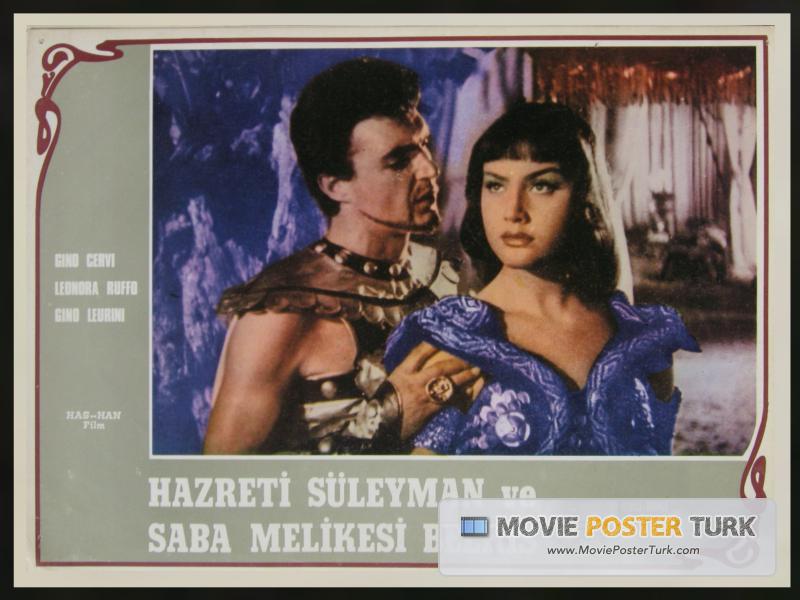 GINO CERVI
LEONORA RUFFO
GINO LEURINI
HAS-HAN
Film
HAZRETİ SÜLEYMAN ve
SABA MELİKESİ
MOVIE POSTER TURK
www.MoviePosterTurk.com